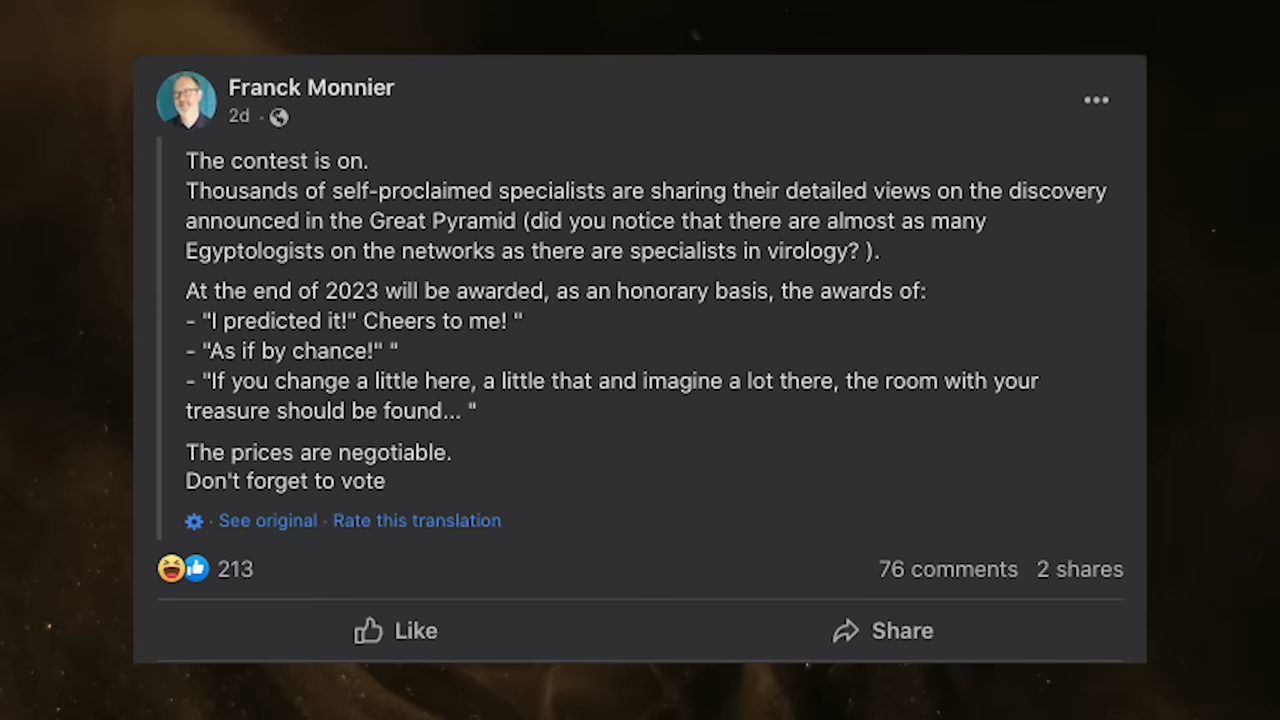 Franck Monnier
2d ·
The contest is on.
Thousands of self-proclaimed specialists are sharing their detailed views on the discovery
announced in the Great Pyramid (did you notice that there are almost as many
Egyptologists on the networks as there are specialists in virology? ).
At the end of 2023 will be awarded, as an honorary basis, the awards of:
- "I predicted it!" Cheers to me! "
- "As if by chance!" "
- "If you change a little here, a little that and imagine a lot there, the room with your
treasure should be found... "
The prices are negotiable.
Don't forget to vote
· See original · Rate this translation
213 76 comments 2 shares
Like Share